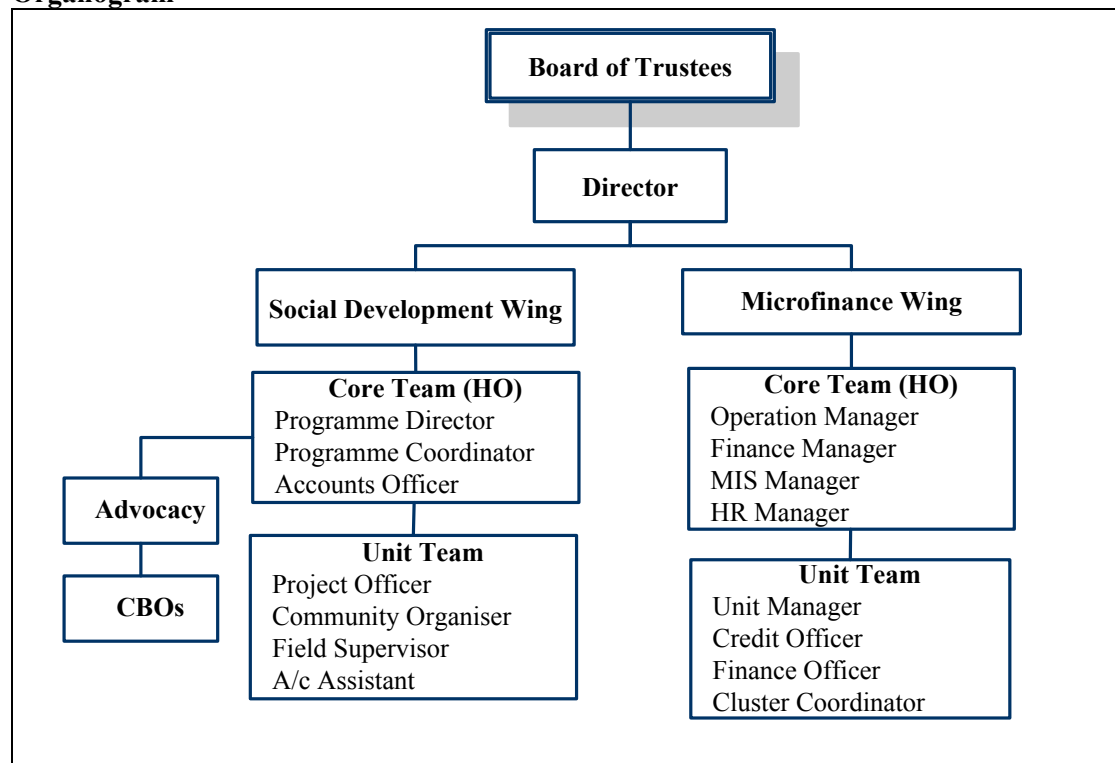 Organogram
Board of Trustees
Director
Social Development Wing
Microfinance Wing
Core Team (HO)
Programme Director
Programme Coordinator
Accounts Officer
Core Team (HO)
Operation Manager
Finance Manager
MIS Manager
HR Manager
Advocacy
CBOs
Unit Team
Project Officer
Community Organiser
Field Supervisor
A/c Assistant
Unit Team
Unit Manager
Credit Officer
Finance Officer
Cluster Coordinator